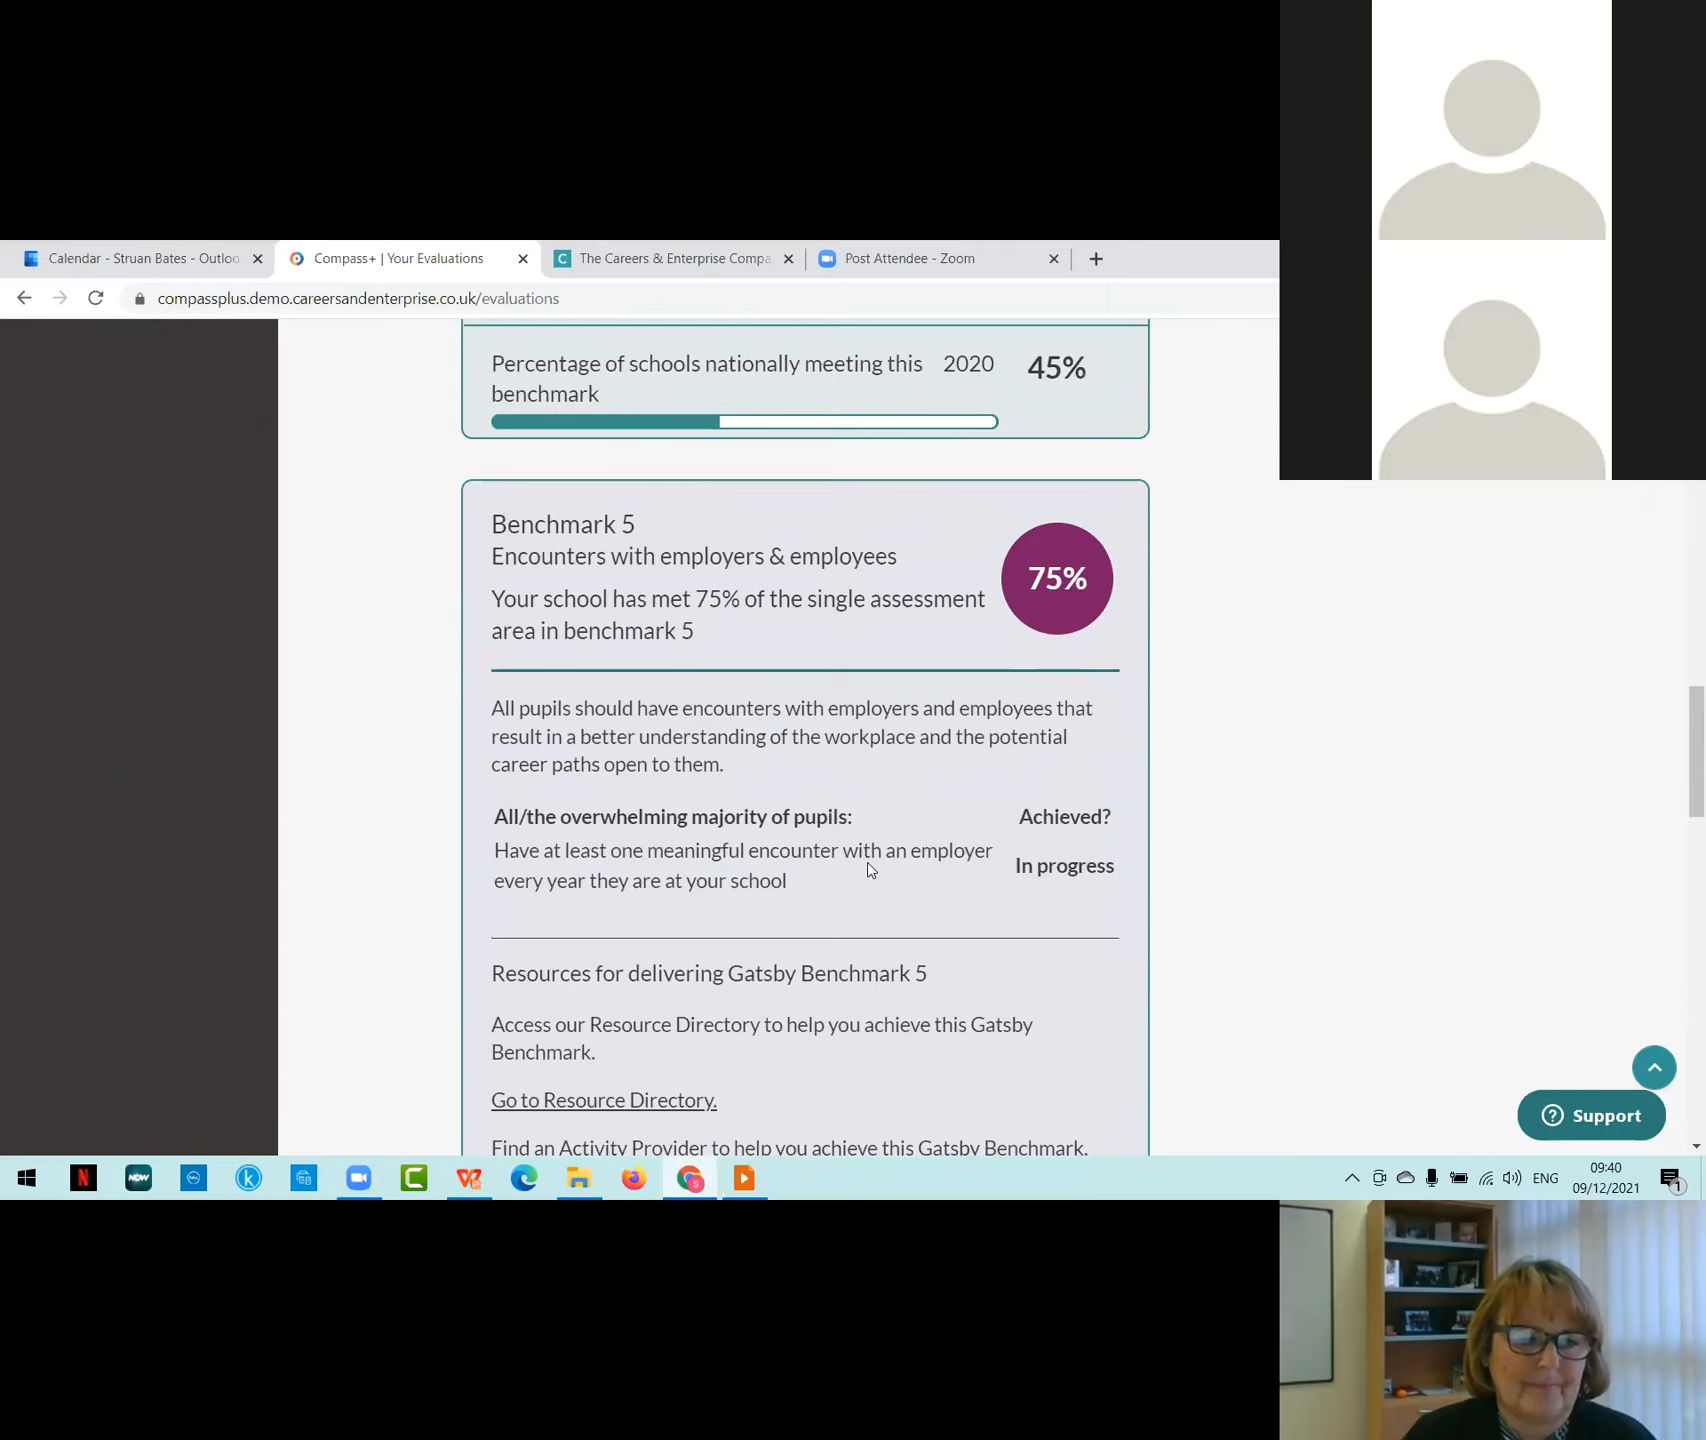 Calendar - Struan Bates - Outlo
Compass+ | Your Evaluations
The Careers & Enterprise Compa
Post Attendee - Zoom
compassplus.demo.careersandenterprise.co.uk/evaluations
Percentage of schools nationally meeting this 2020 45%
benchmark
Benchmark 5
Encounters with employers & employees
75%
Your school has met 75% of the single assessment
area in benchmark 5
All pupils should have encounters with employers and employees that
result in a better understanding of the workplace and the potential
career paths open to them.
All/the overwhelming majority of pupils: Achieved?
Have at least one meaningful encounter with an employer
every year they are at your school
In progress
Resources for delivering Gatsby Benchmark 5
Access our Resource Directory to help you achieve this Gatsby
Benchmark.
Go to Resource Directory.
Find an Activity Provider to help you achieve this Gatsby Benchmark.
Support
NOW
ENG
09:40
09/12/2021
1